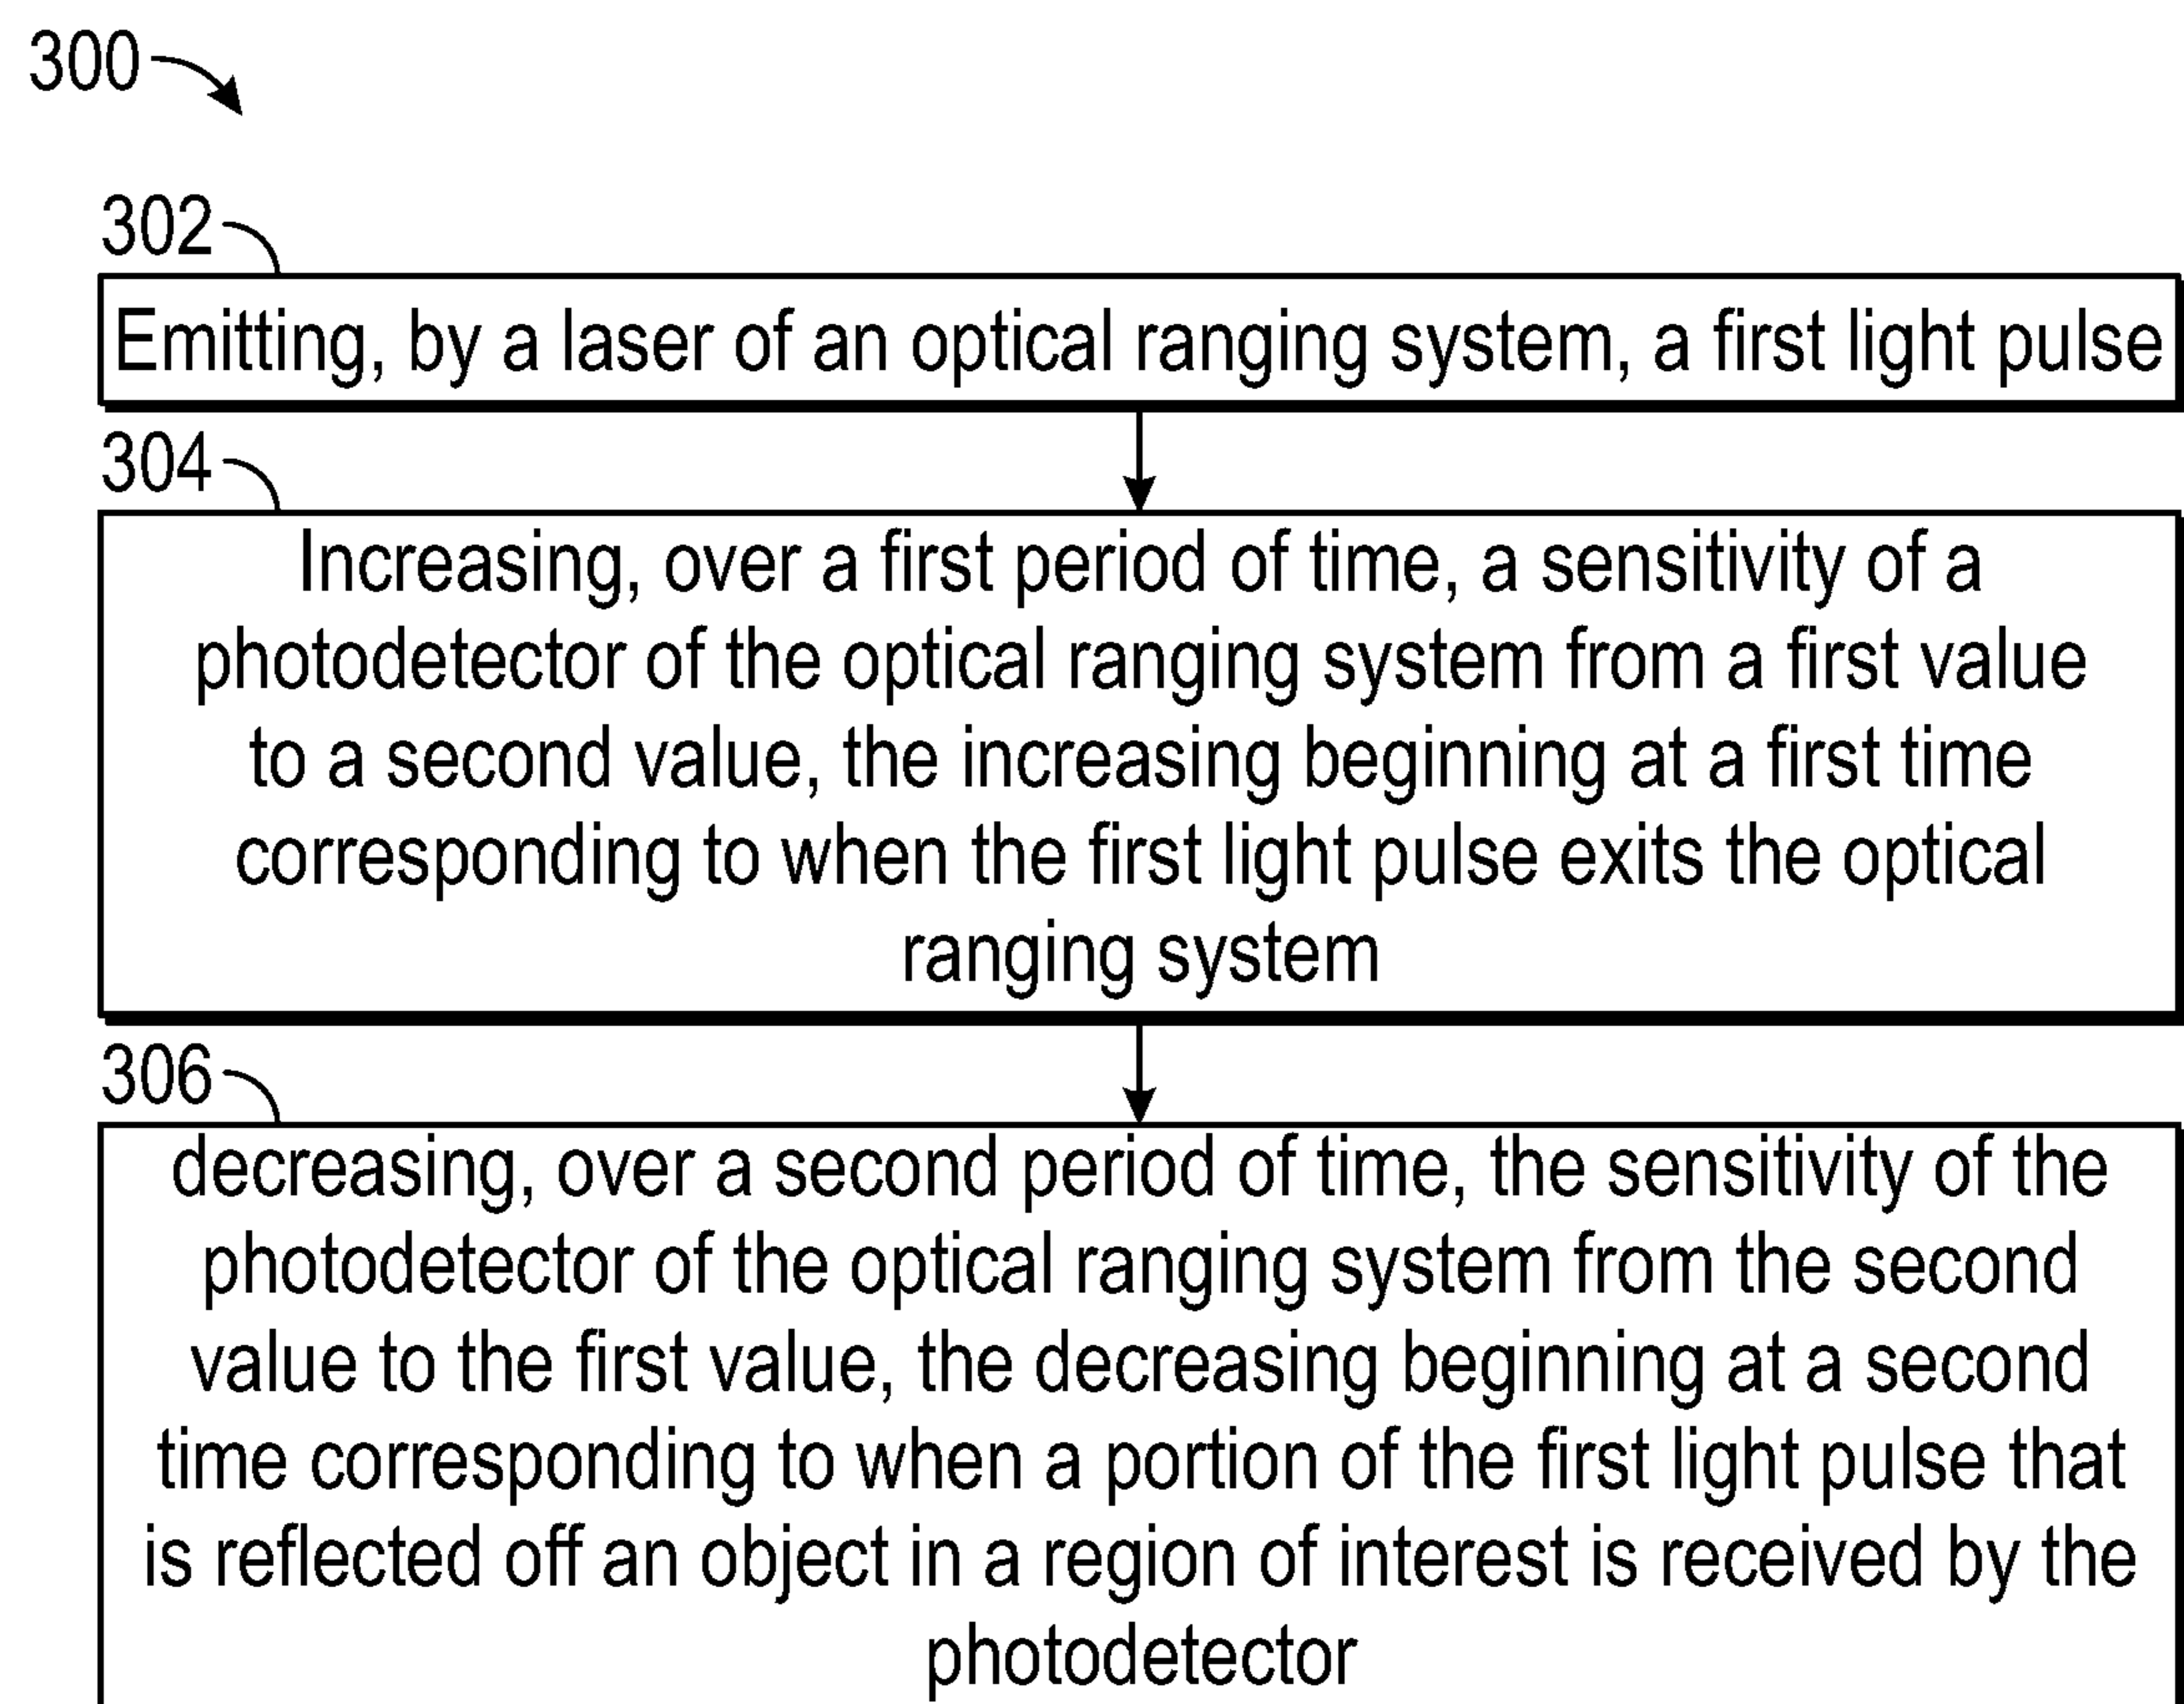 300
302
Emitting, by a laser of an optical ranging system, a first light pulse
304
Increasing, over a first period of time, a sensitivity of a
photodetector of the optical ranging system from a first value
to a second value, the increasing beginning at a first time
corresponding to when the first light pulse exits the optical
ranging system
306
decreasing, over a second period of time, the sensitivity of the
photodetector of the optical ranging system from the second
value to the first value, the decreasing beginning at a second
time corresponding to when a portion of the first light pulse that
is reflected off an object in a region of interest is received by the
photodetector